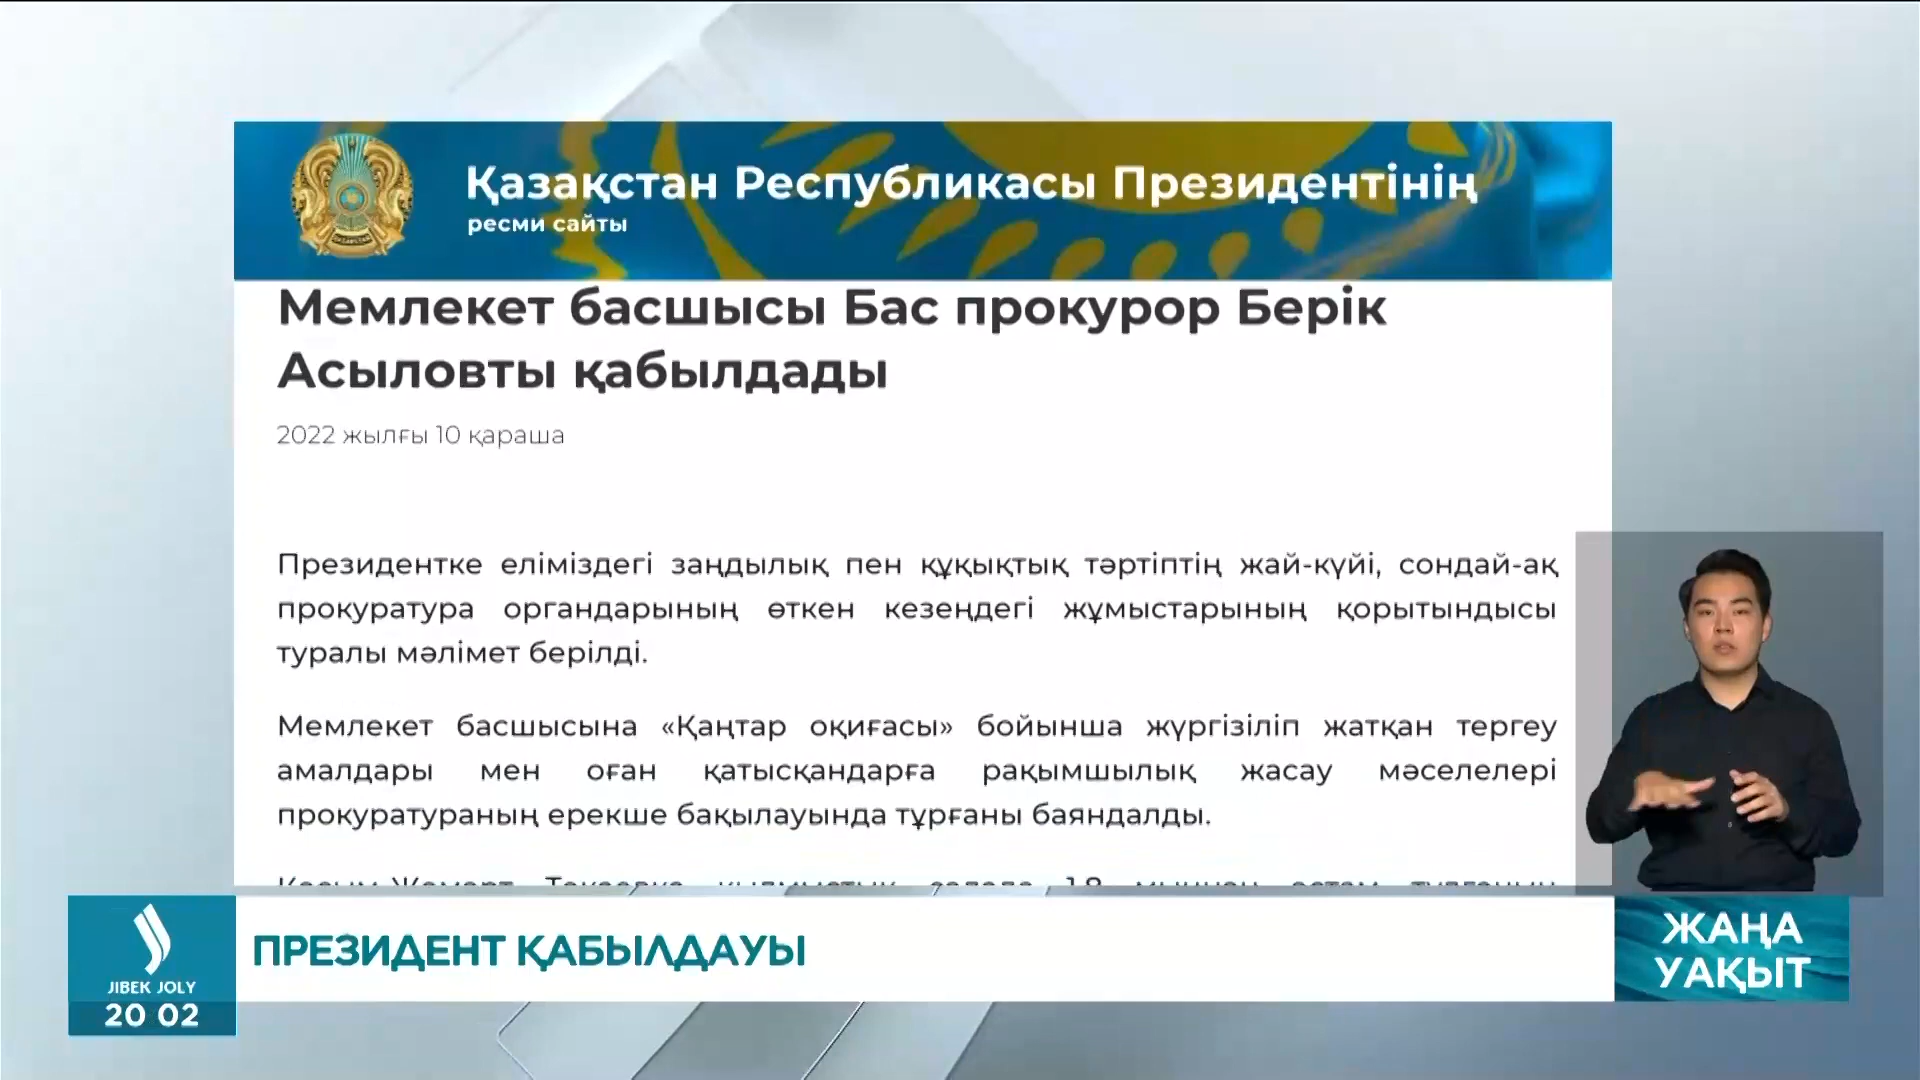 Қазақстан Республикасы Президентінің
ресми сайты
Мемлекет басшысы Бас прокурор Берік
Асыловты қабылдады
2022 жылғы 10 қараша
Президентке еліміздегі заңдылық пен құқықтық тәртіптің жай-күйі, сондай-ақ
прокуратура органдарының өткен кезеңдегі жұмыстарының қорытындысы
туралы мәлімет берілді.
Мемлекет басшысына «Қаңтар оқиғасы» бойынша жүргізіліп жатқан тергеу
амалдары мен оған қатысқандарға рақымшылық жасау мәселелері
прокуратураның ерекше бақылауында тұрғаны баяндалды.
ПРЕЗИДЕНТ ҚАБЫЛДАУЫ
JIBEK JOLY
20 02
ЖАҢА
УАҚЫТ